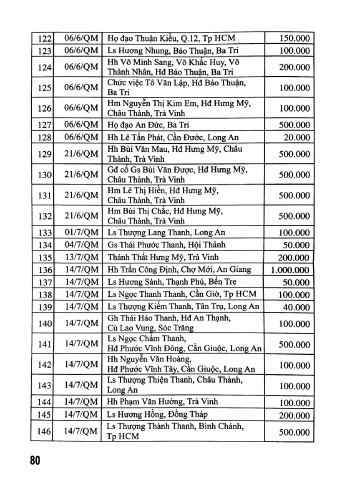 122 06/6/QM Họ đạo Thuận Kiều, Q.12, Tp HCM 150.000
123 06/6/QM Ls Hương Nhung, Bảo Thuận, Ba Tri 100.000
124 06/6/QM Hh Võ Minh Sang, Võ Khắc Huy, Võ
Thành Nhân, Hđ Bảo Thuận, Ba Tri 200.000
125 06/6/QM Chức việc Tô Văn Lập, Hđ Bảo Thuận,
Ba Tri 100.000
126 06/6/QM Hm Nguyễn Thị Kim Em, Hđ Hưng Mỹ,
Châu Thành, Trà Vinh 100.000
127 06/6/QM Họ đạo An Đức, Ba Tri 500.000
128 06/6/QM Hh Lê Tấn Phát, Cần Đước, Long An 20.000
129 21/6/QM Hh Bùi Văn Mau, Hđ Hưng Mỹ, Châu
Thành, Trà Vinh 500.000
130 21/6/QM Gđ cố Gs Bùi Văn Được, Hđ Hưng Mỹ,
Châu Thành, Trà Vinh 500.000
131 21/6/QM Hm Lê Thị Hiền, Hđ Hưng Mỹ,
Châu Thành, Trà Vinh 500.000
132 21/6/QM Hm Bùi Thị Chắc, Hđ Hưng Mỹ,
Châu Thành, Trà Vinh 500.000
133 01/7/QM Ls Thượng Lang Thanh, Long An 100.000
134 04/7/QM Gs Thái Phước Thanh, Hội Thánh 50.000
135 13/7/QM Thánh Thất Hưng Mỹ, Trà Vinh 200.000
136 14/7/QM Hh Trần Công Định, Chợ Mới, An Giang 1.000.000
137 14/7/QM Ls Hương Sánh, Thạnh Phú, Bến Tre 50.000
138 14/7/QM Ls Ngọc Thanh Thanh, Cần Giờ, Tp HCM 100.000
139 14/7/QM Ls Thượng Kiếm Thanh, Tân Trụ, Long An 40.000
140 14/7/QM Gh Thái Hảo Thanh, Hđ An Thạnh,
Cù Lao Vung, Sóc Trăng 100.000
141 14/7/QM Ls Ngọc Chấm Thanh,
Hđ Phước Vĩnh Đông, Cần Giuộc, Long An 500.000
142 14/7/QM Hh Nguyễn Văn Hoàng,
Hđ Phước Vĩnh Tây, Cần Giuộc, Long An 100.000
143 14/7/QM Ls Thượng Thiện Thanh, Châu Thành,
Long An 100.000
144 14/7/QM Hh Phạm Văn Hưởng, Trà Vinh 100.000
145 14/7/QM Ls Hương Hồng, Đồng Tháp 200.000
146 14/7/QM Ls Thượng Thành Thanh, Bình Chánh,
Tp HCM 500.000
80